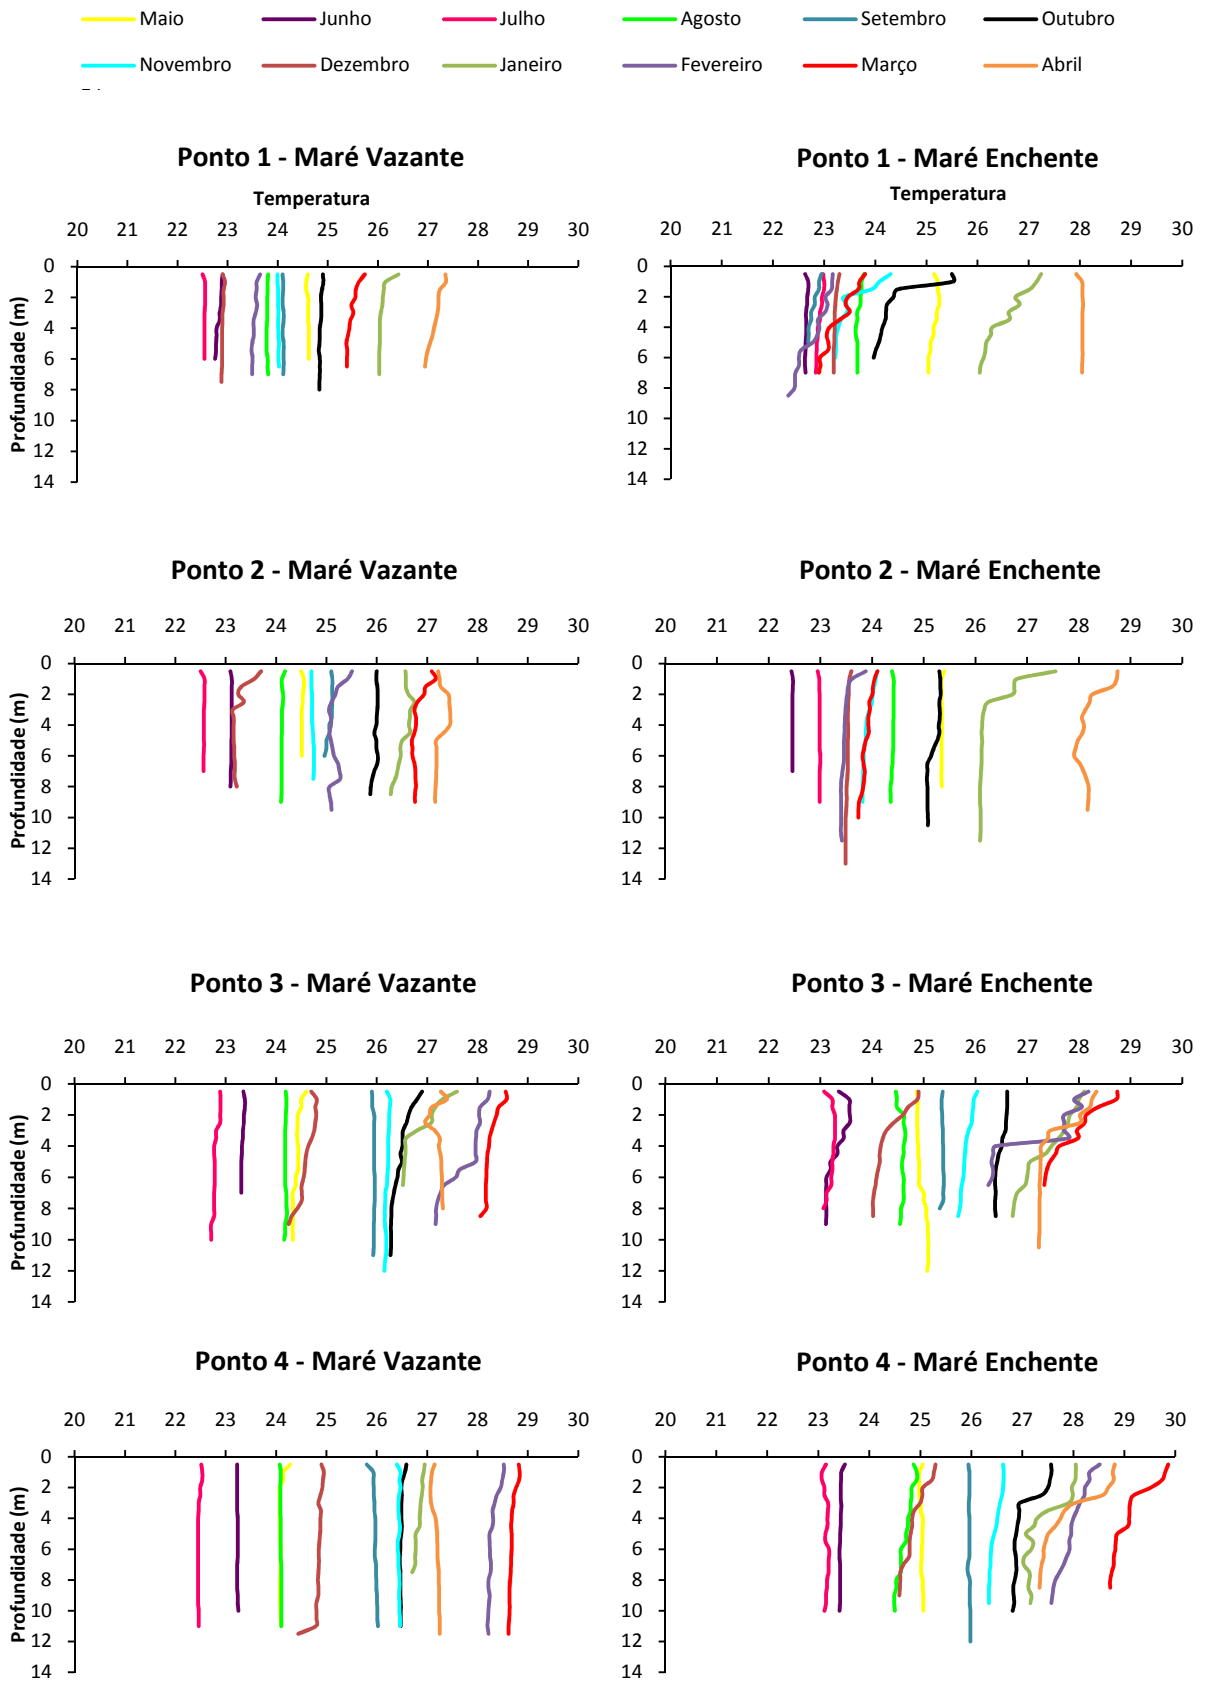 Maio Junho Julho Agosto Setembro Outubro
Novembro Dezembro Janeiro Fevereiro Março Abril
Ponto 1 - Maré Vazante
Temperatura
20 21 22 23 24 25 26 27 28 29 30
0
2
4
6
8
10
12
14
Profundidade (m)
Ponto 1 - Maré Enchente
Temperatura
20 21 22 23 24 25 26 27 28 29 30
0
2
4
6
8
10
12
14
Ponto 2 - Maré Vazante
20 21 22 23 24 25 26 27 28 29 30
0
2
4
6
8
10
12
14
Profundidade (m)
Ponto 2 - Maré Enchente
20 21 22 23 24 25 26 27 28 29 30
0
2
4
6
8
10
12
14
Ponto 3 - Maré Vazante
20 21 22 23 24 25 26 27 28 29 30
0
2
4
6
8
10
12
14
Profundidade (m)
Ponto 3 - Maré Enchente
20 21 22 23 24 25 26 27 28 29 30
0
2
4
6
8
10
12
14
Ponto 4 - Maré Vazante
20 21 22 23 24 25 26 27 28 29 30
0
2
4
6
8
10
12
14
Profundidade (m)
Ponto 4 - Maré Enchente
20 21 22 23 24 25 26 27 28 29 30
0
2
4
6
8
10
12
14